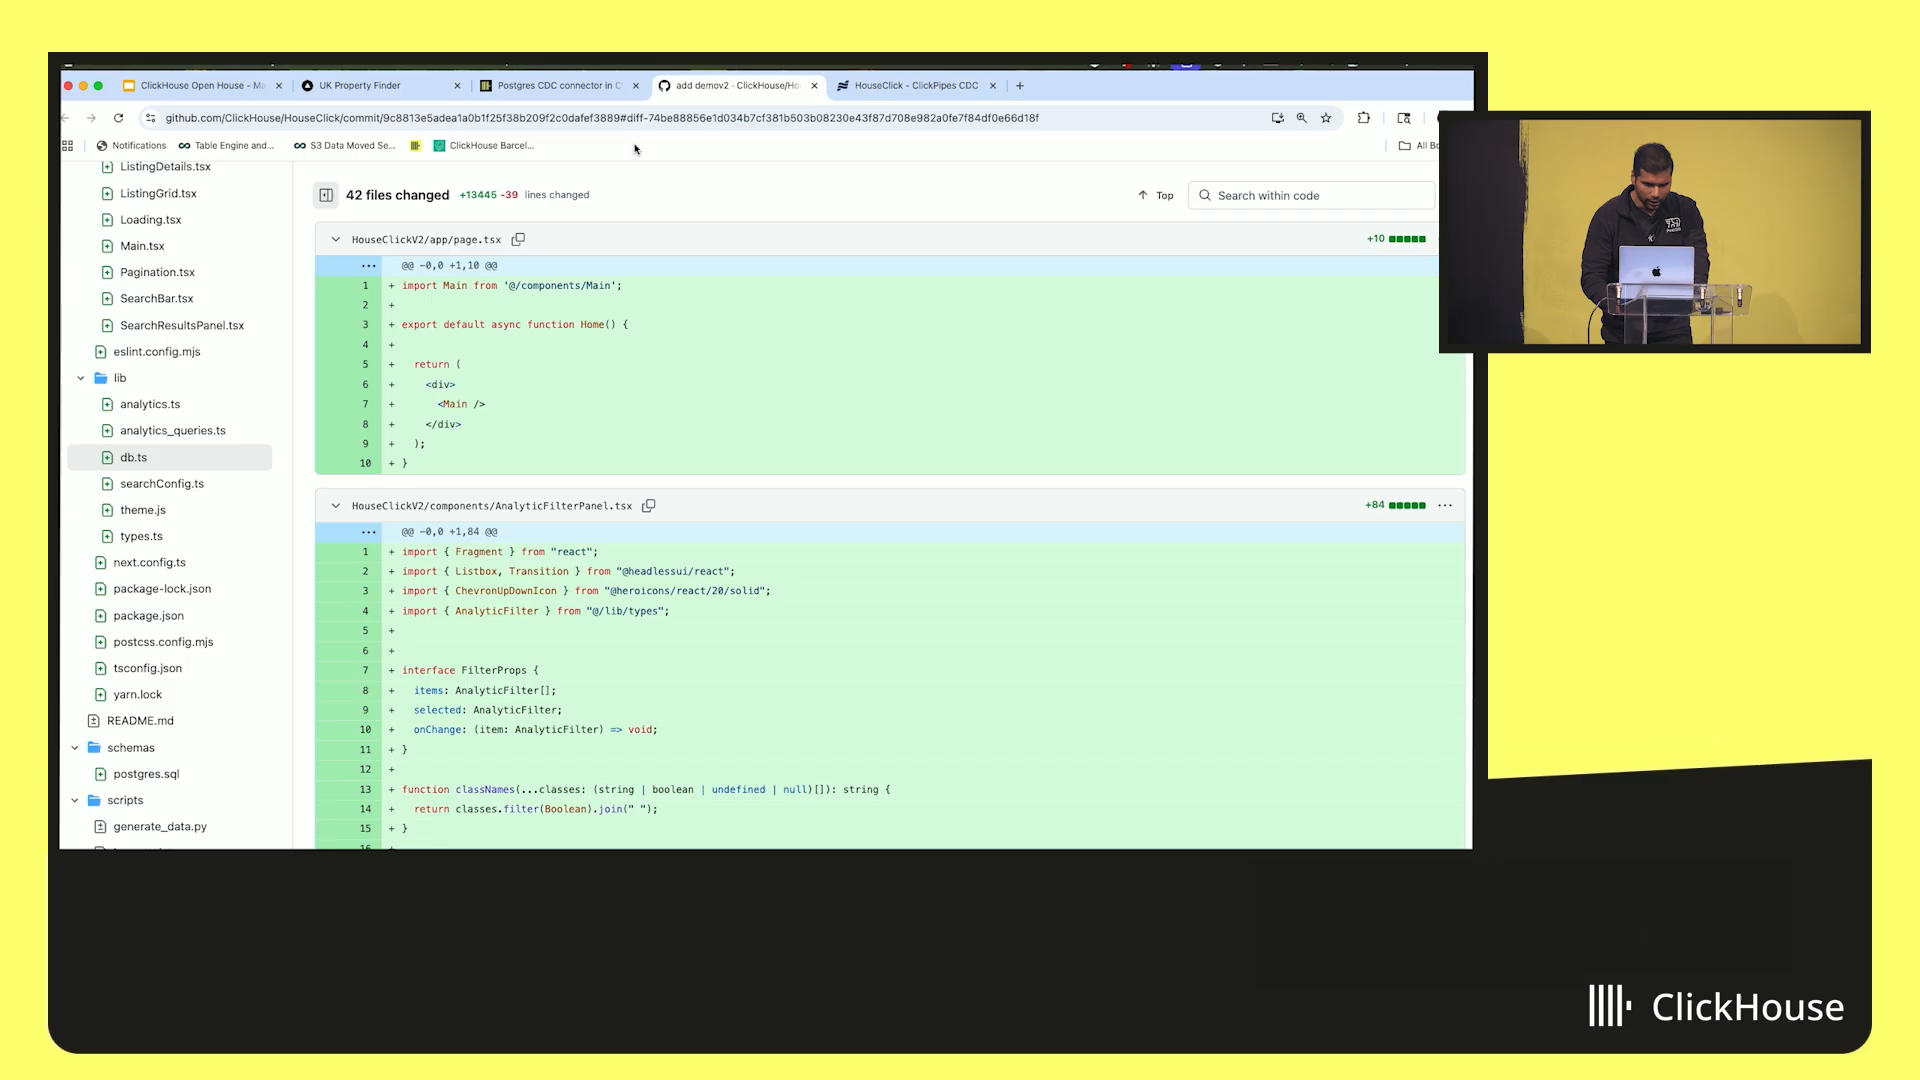 ClickHouse Open House - Ma
UK Property Finder
Postgres CDC connector in C
add demov2 · ClickHouse/Ho
HouseClick - ClickPipes CDC
github.com/ClickHouse/HouseClick/commit/9c8813e5adea1a0b1f25f38b209f2c0dafef3889#diff-74be88856e1d034b7cf381b503b08230e43f87d708e982a0fe7f84df0e66d18f
Notifications
Table Engine and...
S3 Data Moved Se...
ClickHouse Barcel...
All Bo
ListingDetails.tsx
ListingGrid.tsx
Loading.tsx
Main.tsx
Pagination.tsx
SearchBar.tsx
SearchResultsPanel.tsx
eslint.config.mjs
lib
analytics.ts
analytics_queries.ts
db.ts
searchConfig.ts
theme.js
types.ts
next.config.ts
package-lock.json
package.json
postcss.config.mjs
tsconfig.json
yarn.lock
README.md
schemas
postgres.sql
scripts
generate_data.py
42 files changed +13445 -39 lines changed
Top
Search within code
HouseClickV2/app/page.tsx
+10
@@ -0,0 +1,10 @@
1 + import Main from '@/components/Main';
2 +
3 + export default async function Home() {
4 +
5 + return (
6 + <div>
7 + <Main />
8 + </div>
9 + );
10 + }
HouseClickV2/components/AnalyticFilterPanel.tsx
+84
@@ -0,0 +1,84 @@
1 + import { Fragment } from "react";
2 + import { Listbox, Transition } from "@headlessui/react";
3 + import { ChevronUpDownIcon } from "@heroicons/react/20/solid";
4 + import { AnalyticFilter } from "@/lib/types";
5 +
6 +
7 + interface FilterProps {
8 + items: AnalyticFilter[];
9 + selected: AnalyticFilter;
10 + onChange: (item: AnalyticFilter) => void;
11 + }
12 +
13 + function classNames(...classes: (string | boolean | undefined | null)[]): string {
14 + return classes.filter(Boolean).join(" ");
15 + }
16 +
ClickHouse